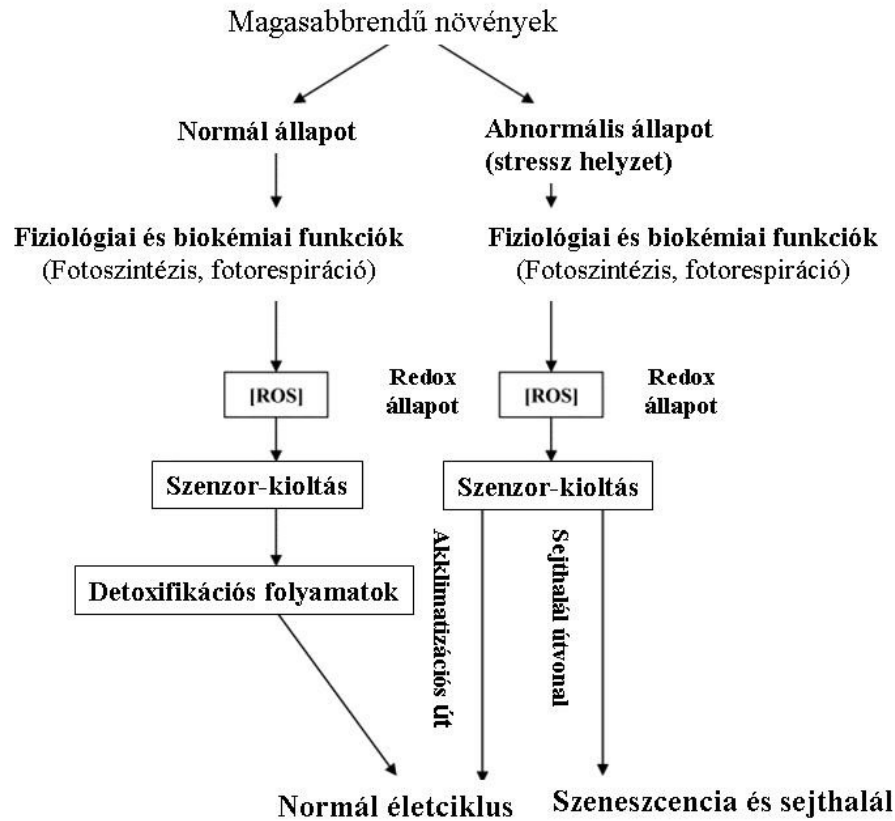 Magasabbrendű növények
Normál állapot
Abnormális állapot
(stressz helyzet)
Fiziológiai és biokémiai funkciók
(Fotoszintézis, fotorespiráció)
Fiziológiai és biokémiai funkciók
(Fotoszintézis, fotorespiráció)
[ROS]
Redox
állapot
[ROS]
Redox
állapot
Szenzor-kioltás
Szenzor-kioltás
Detoxifikációs folyamatok
Akklimatizációs út
Sejthalál útvonal
Normál életciklus
Szeneszcencia és sejthalál